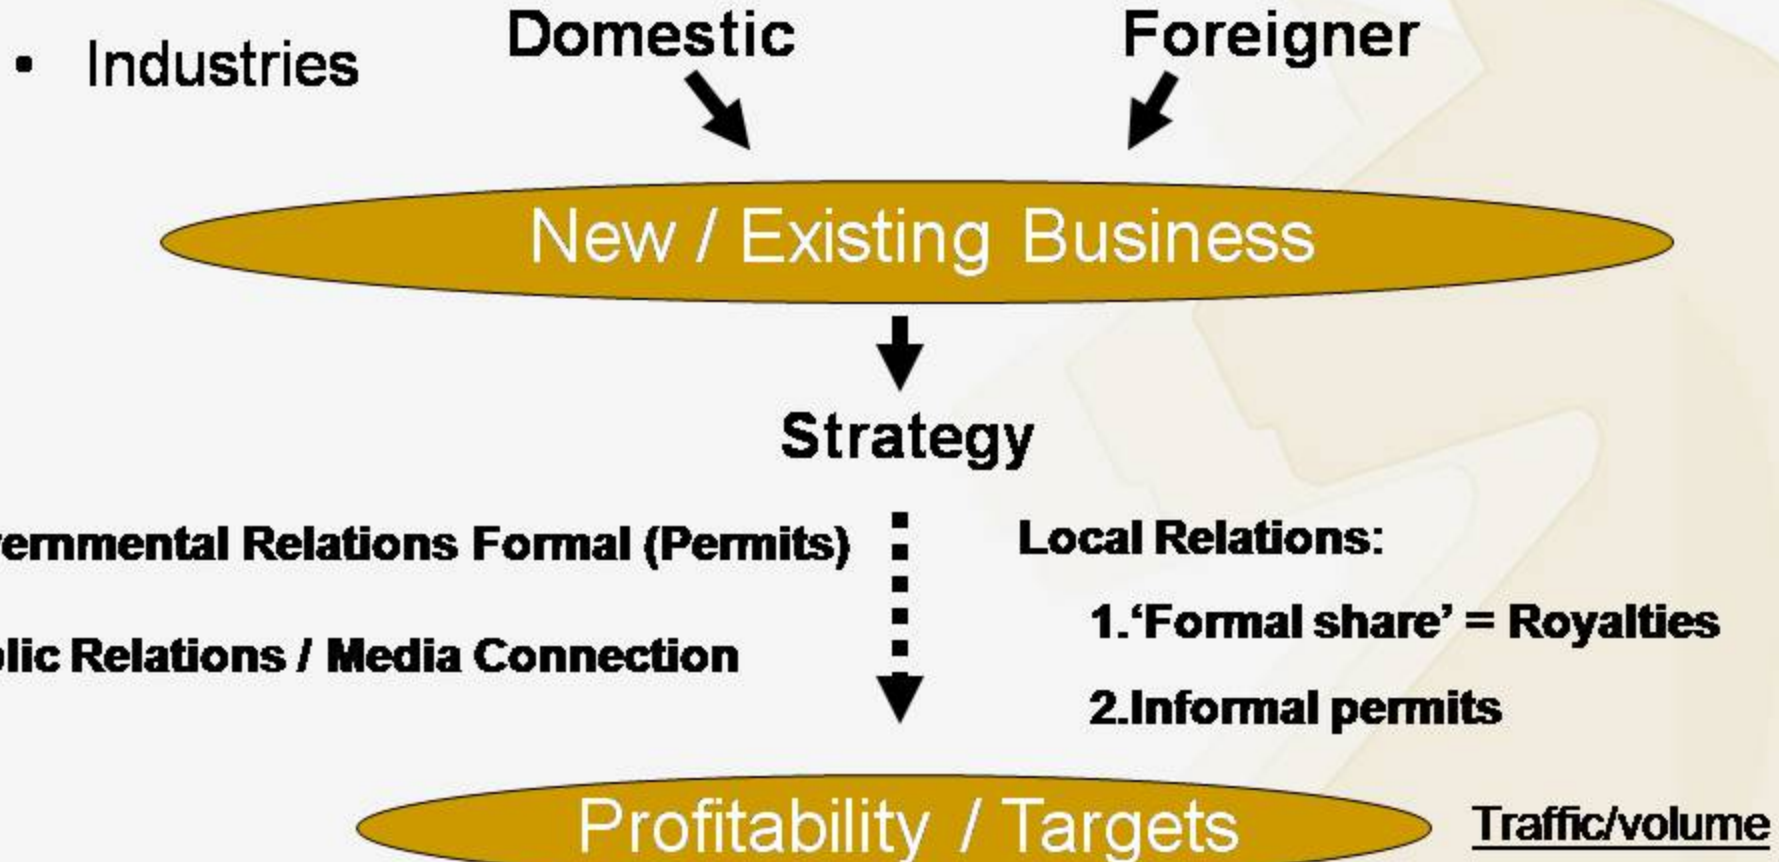 • Industries
Domestic
Foreigner
New / Existing Business
Strategy
Relations Formal (Permits)
Relations / Media Connection
Local Relations:
1.‘Formal share’ = Royalties
2.Informal permits
Profitability / Targets
Traffic/volume